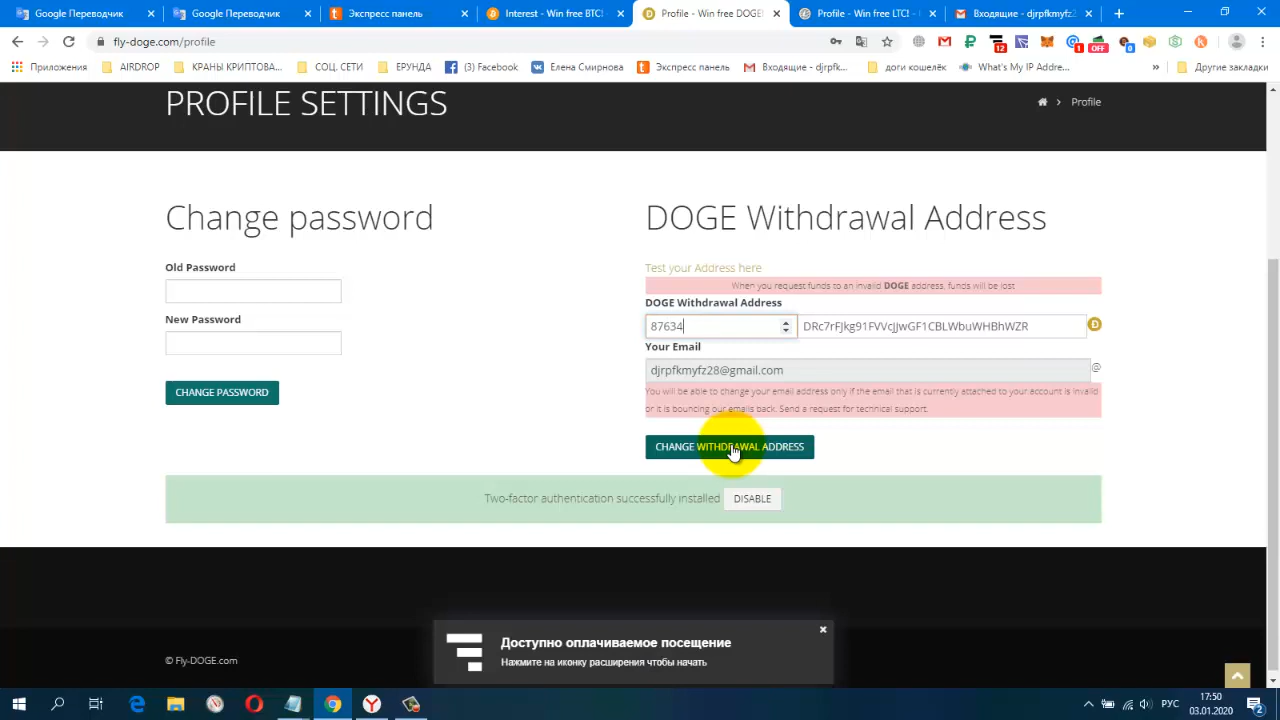 Google Переводчик
Google Переводчик
Экспресс панель
Interest - Win free BTC!
Profile - Win free DOGE!
Profile - Win free LTC!
Входящие - djrpfkmyfz2
fly-doge.com/profile
12
1
OFF
0
Приложения
AIRDROP
КРАНЫ КРИПТОВА...
СОЦ. СЕТИ
ЕРУНДА
(3) Facebook
Елена Смирнова
Экспресс панель
Входящие - djrpfk...
доги кошелёк
What's My IP Addre...
»
Другие закладки
PROFILE SETTINGS
Profile
Change password
DOGE Withdrawal Address
Old Password
Test your Address here
When you request funds to an invalid DOGE address, funds will be lost
DOGE Withdrawal Address
New Password
87634
DRc7rFJkg91FVVcjJwGF1CBLWbuWHBhWZR
Your Email
djrpfkmyfz28@gmail.com
@
You will be able to change your email address only if the email that is currently attached to your account is invalid
or it is bouncing our emails back. Send a request for technical support.
CHANGE PASSWORD
CHANGE WITHDRAWAL ADDRESS
Two-factor authentication successfully installed
DISABLE
Доступно оплачиваемое посещение
Нажмите на иконку расширения чтобы начать
© Fly-DOGE.com
РУС
17:50
03.01.2020
2